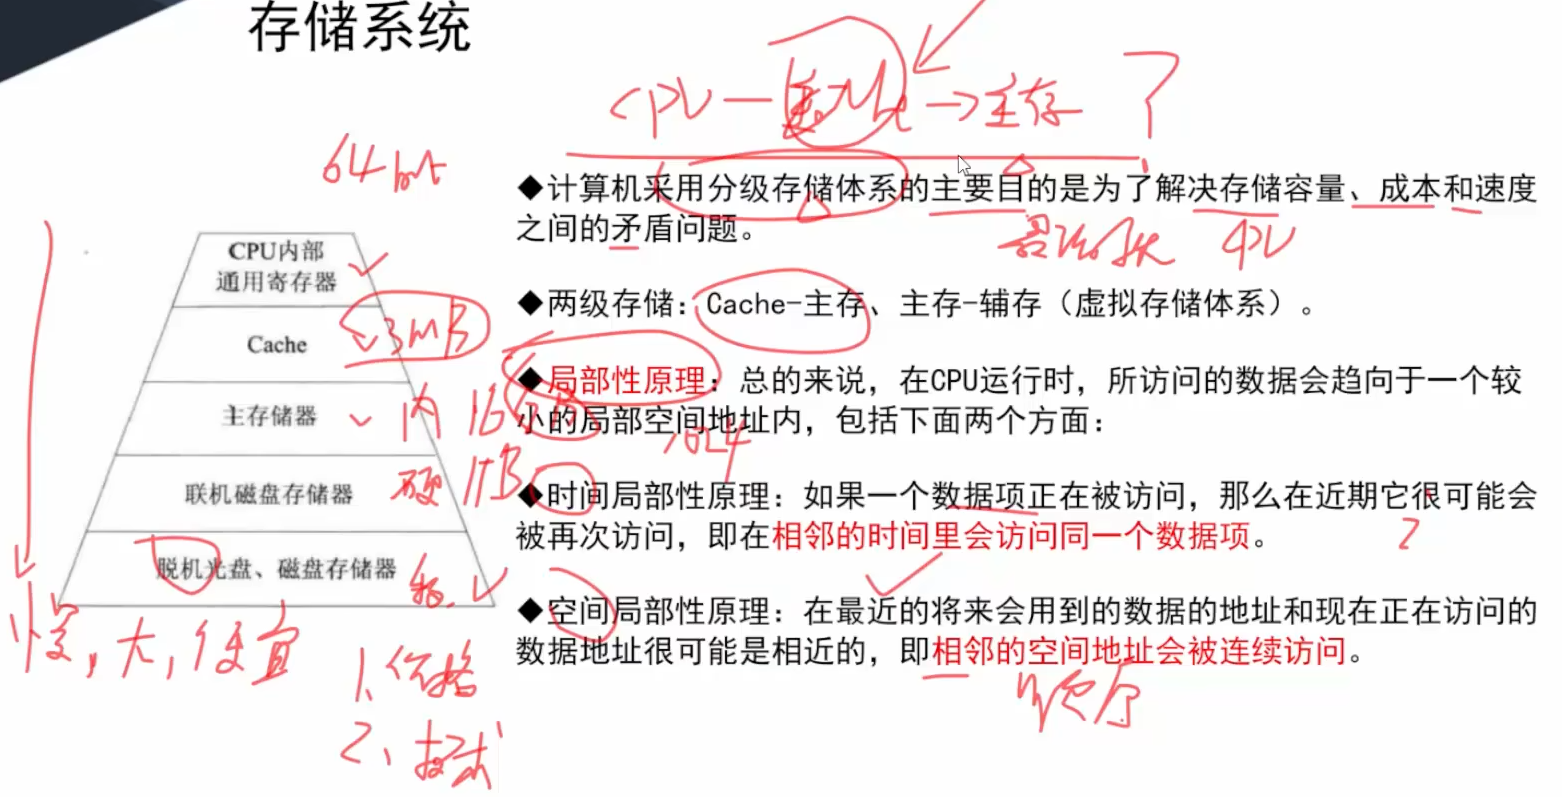 存储系统
CPU — Cache → 主存 ?
64bit
◆计算机采用分级存储体系的主要目的是为了解决存储容量、成本和速度
之间的矛盾问题。
CPU
◆两级存储：Cache-主存、主存-辅存（虚拟存储体系）。
◆局部性原理：总的来说，在CPU运行时，所访问的数据会趋向于一个较
小的局部空间地址内，包括下面两个方面：
1024
◆时间局部性原理：如果一个数据项正在被访问，那么在近期它很可能会
被再次访问，即在相邻的时间里会访问同一个数据项。
◆空间局部性原理：在最近的将来会用到的数据的地址和现在正在访问的
数据地址很可能是相近的，即相邻的空间地址会被连续访问。
顺序
CPU内部
通用寄存器
Cache 3MB
主存储器 内 16GB
联机磁盘存储器 硬 1TB
脱机光盘、磁盘存储器
慢，大，便宜
1、价格
2、技术